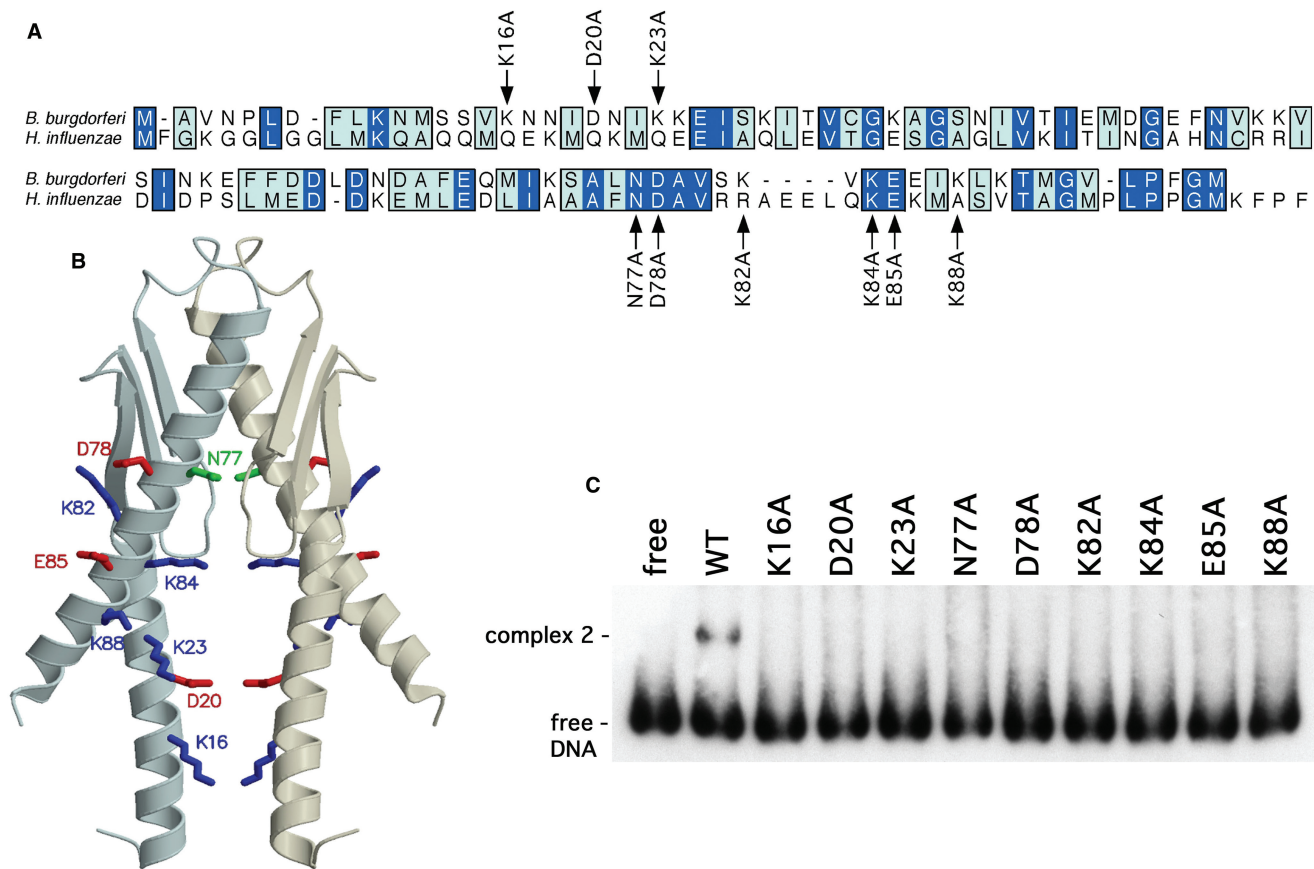 A
K16A D20A K23A
B. burgdorferi M - A V N P L D - F L K N M S S V K N N I D N I K K E I S K I T V C G K A G S N I V T I E M D G E F N V K K V
H. influenzae M F G K G G L G G L M K Q A Q Q M Q E K M Q K M Q E E I A Q L E V T G E S G A G L V K I T I N G A H N C R R I
B. burgdorferi S I N K E F F D D L D N D A F E Q M I K S A L N D A V S K - - - - V K E E I K L K T M G V - L P F G M
H. influenzae D I D P S L M E D - D K E M L E D L I A A A F N D A V R R A E E L Q K E K M A S V T A G M P L P P G M K F P F
N77A D78A K82A K84A E85A K88A
B
D78
N77
K82
E85
K84
K88
K23
D20
K16
C
free WT K16A D20A K23A N77A D78A K82A K84A E85A K88A
complex 2 -
free -
DNA